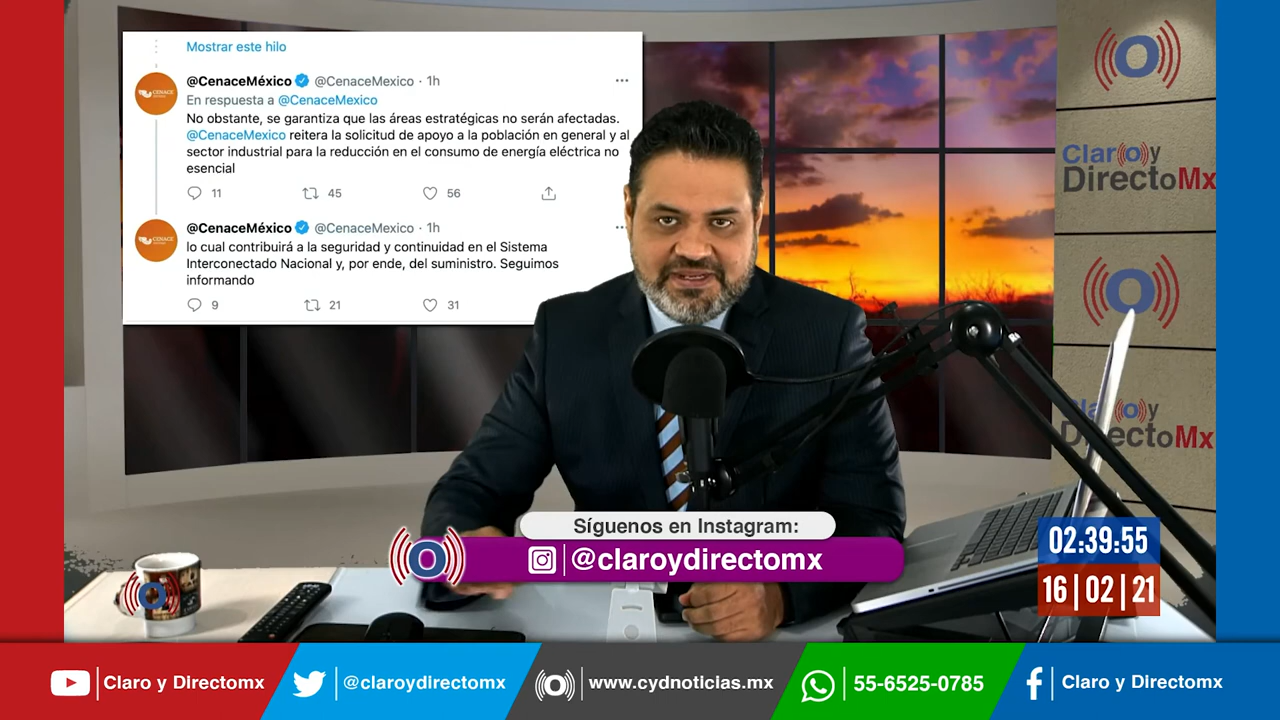 Mostrar este hilo
@CenaceMéxico @CenaceMexico · 1h
En respuesta a @CenaceMexico
No obstante, se garantiza que las áreas estratégicas no serán afectadas.
@CenaceMexico reitera la solicitud de apoyo a la población en general y al
sector industrial para la reducción en el consumo de energía eléctrica no
esencial
11 45 56
@CenaceMéxico @CenaceMexico · 1h
lo cual contribuirá a la seguridad y continuidad en el Sistema
Interconectado Nacional y, por ende, del suministro. Seguimos
informando
9 21 31
CENACE
CENACE
Claro y
DirectoMx
Claro y
DirectoMx
Síguenos en Instagram:
@claroydirectomx
02:39:55
16 | 02 | 21
Claro y Directomx
@claroydirectomx
www.cydnoticias.mx
55-6525-0785
Claro y Directomx